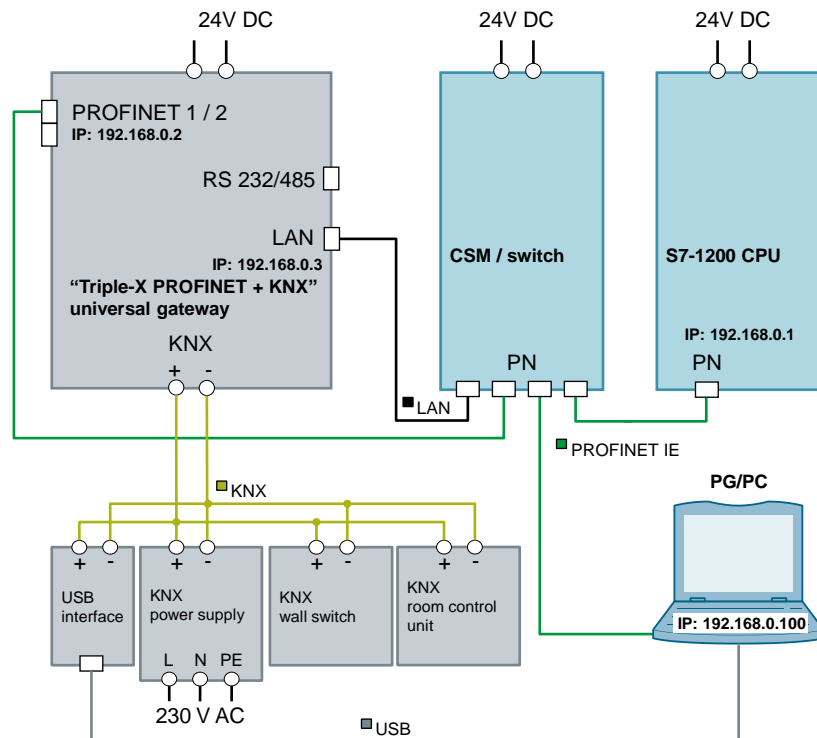 24V DC
24V DC
24V DC
PROFINET 1 / 2
IP: 192.168.0.2
RS 232/485
LAN
IP: 192.168.0.3
“Triple-X PROFINET + KNX”
universal gateway
KNX
+ -
CSM / switch
PN
S7-1200 CPU
IP: 192.168.0.1
PN
LAN
PROFINET IE
KNX
PG/PC
IP: 192.168.0.100
+ -
USB
interface
+ -
KNX
power supply
L N PE
230 V AC
+ -
KNX
wall switch
+ -
KNX
room control
unit
USB